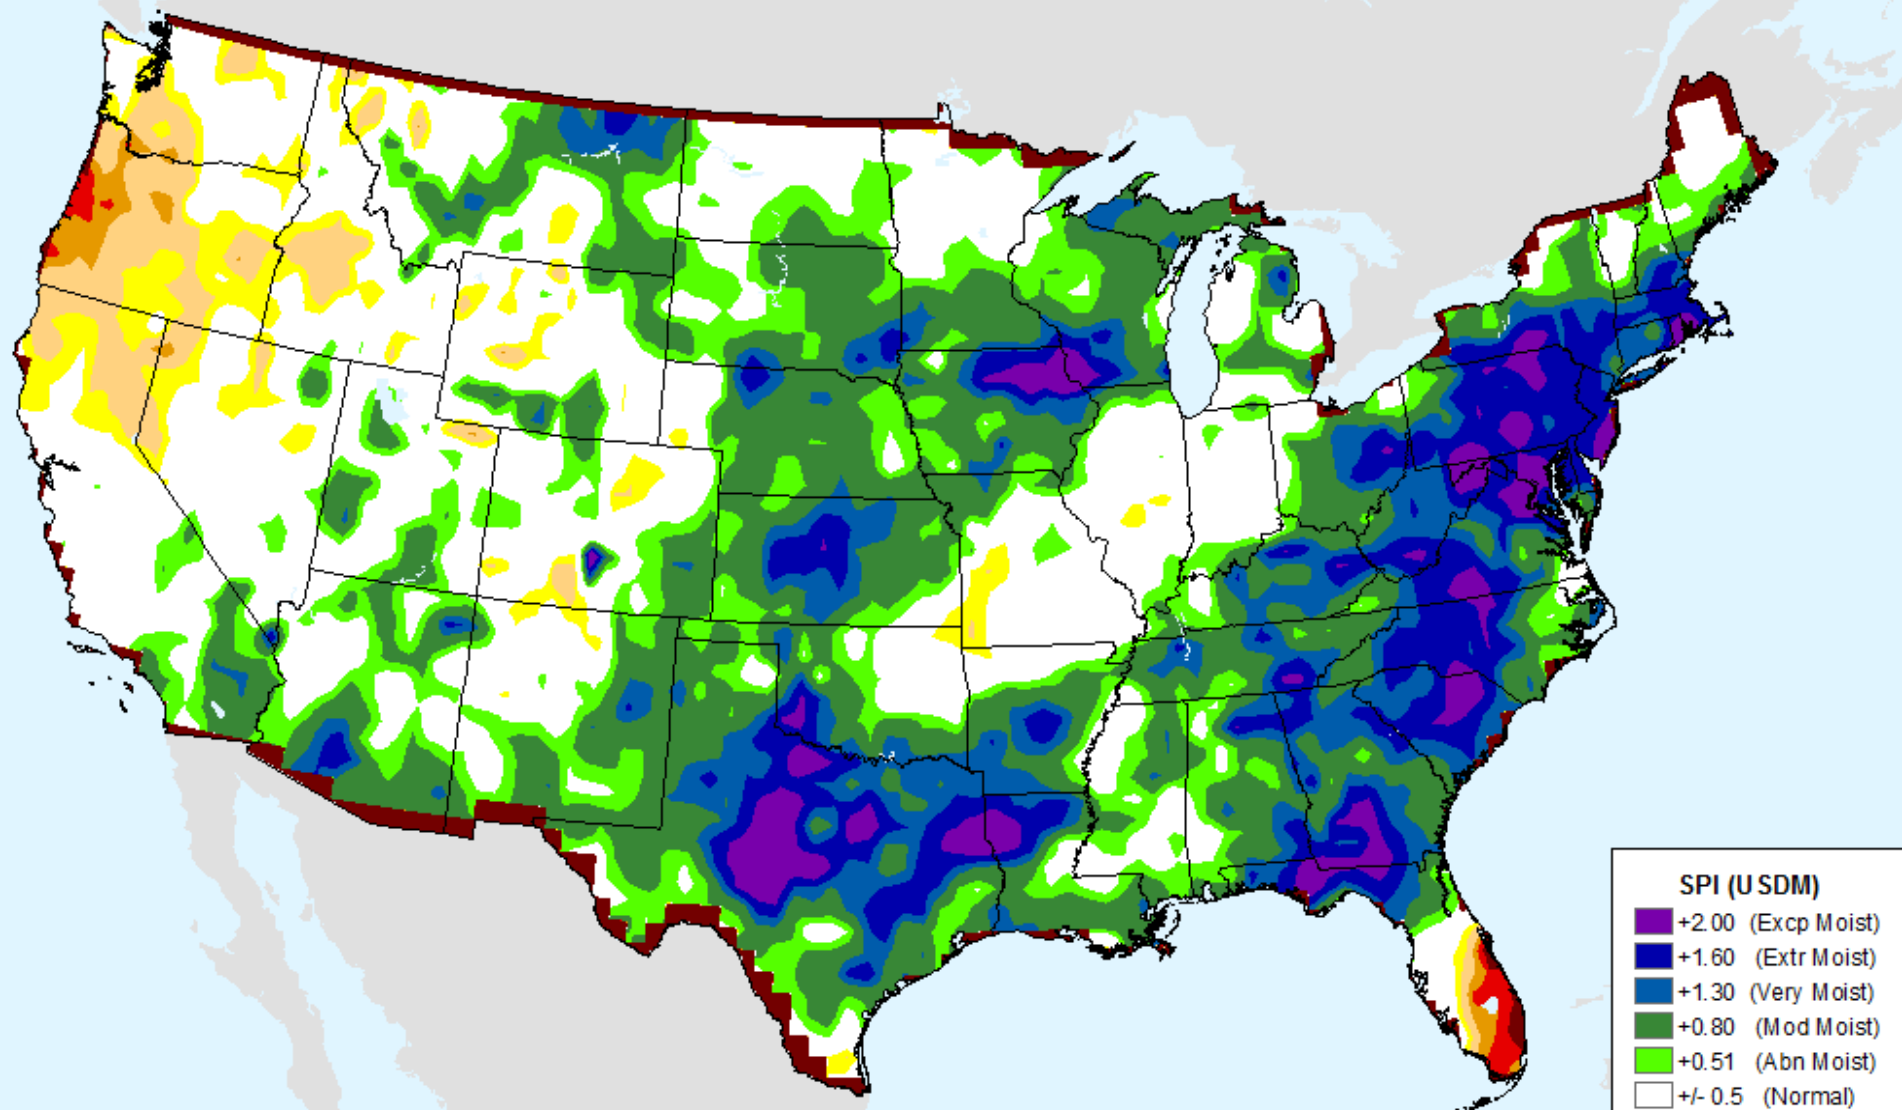 SPI (USDM)
+2.00 (Excp Moist)
+1.60 (Extr Moist)
+1.30 (Very Moist)
+0.80 (Mod Moist)
+0.51 (Abn Moist)
+/- 0.5 (Normal)